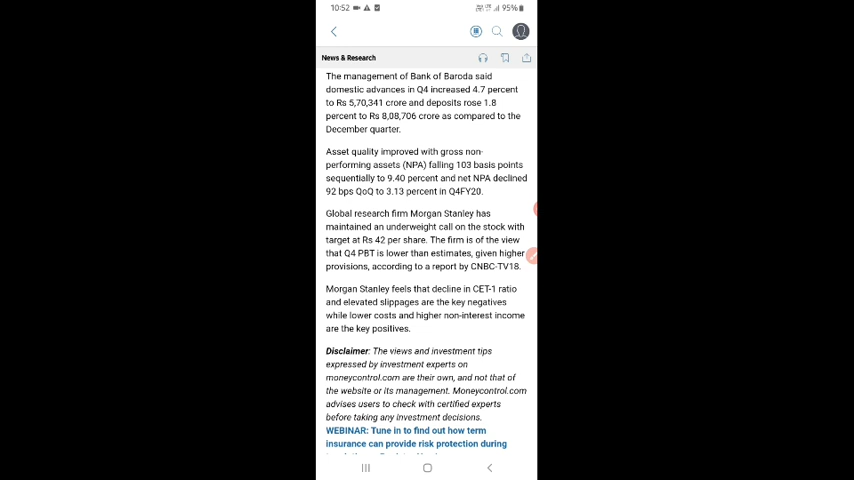 10:52
95%
News & Research
The management of Bank of Baroda said
domestic advances in Q4 increased 4.7 percent
to Rs 5,70,341 crore and deposits rose 1.8
percent to Rs 8,08,706 crore as compared to the
December quarter.
Asset quality improved with gross non-
performing assets (NPA) falling 103 basis points
sequentially to 9.40 percent and net NPA declined
92 bps QoQ to 3.13 percent in Q4FY20.
Global research firm Morgan Stanley has
maintained an underweight call on the stock with
target at Rs 42 per share. The firm is of the view
that Q4 PBT is lower than estimates, given higher
provisions, according to a report by CNBC-TV18.
Morgan Stanley feels that decline in CET-1 ratio
and elevated slippages are the key negatives
while lower costs and higher non-interest income
are the key positives.
Disclaimer: The views and investment tips
expressed by investment experts on
moneycontrol.com are their own, and not that of
the website or its management. Moneycontrol.com
advises users to check with certified experts
before taking any investment decisions.
WEBINAR: Tune in to find out how term
insurance can provide risk protection during